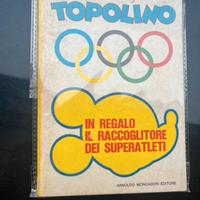 TOPOLINO
IN REGALO
IL RACCOGLITORE
DEI SUPERATLETI
ARNOLDO MONDADORI EDITORE